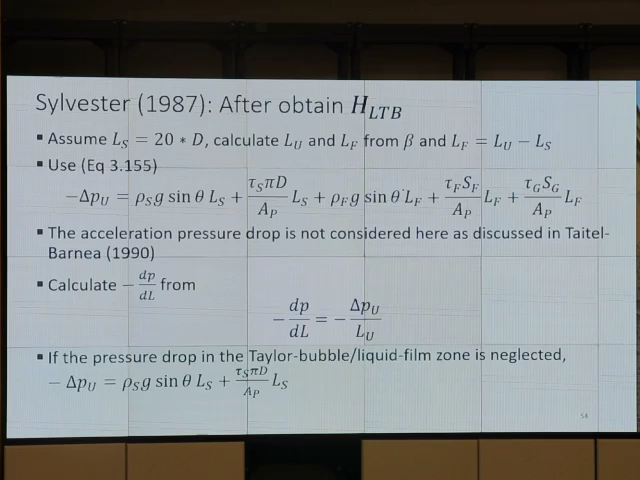 Sylvester (1987): After obtain H_LTB
▪ Assume L_S = 20 * D, calculate L_U and L_F from β and L_F = L_U − L_S
▪ Use (Eq 3.155)
−Δp_U = ρ_S g sin θ L_S + τ_S πD / A_P L_S + ρ_F g sin θ L_F + τ_F S_F / A_P L_F + τ_G S_G / A_P L_F
▪ The acceleration pressure drop is not considered here as discussed in Taitel-
Barnea (1990)
▪ Calculate − dp/dL from
− dp/dL = − Δp_U / L_U
▪ If the pressure drop in the Taylor-bubble/liquid-film zone is neglected,
− Δp_U = ρ_S g sin θ L_S + τ_S πD / A_P L_S